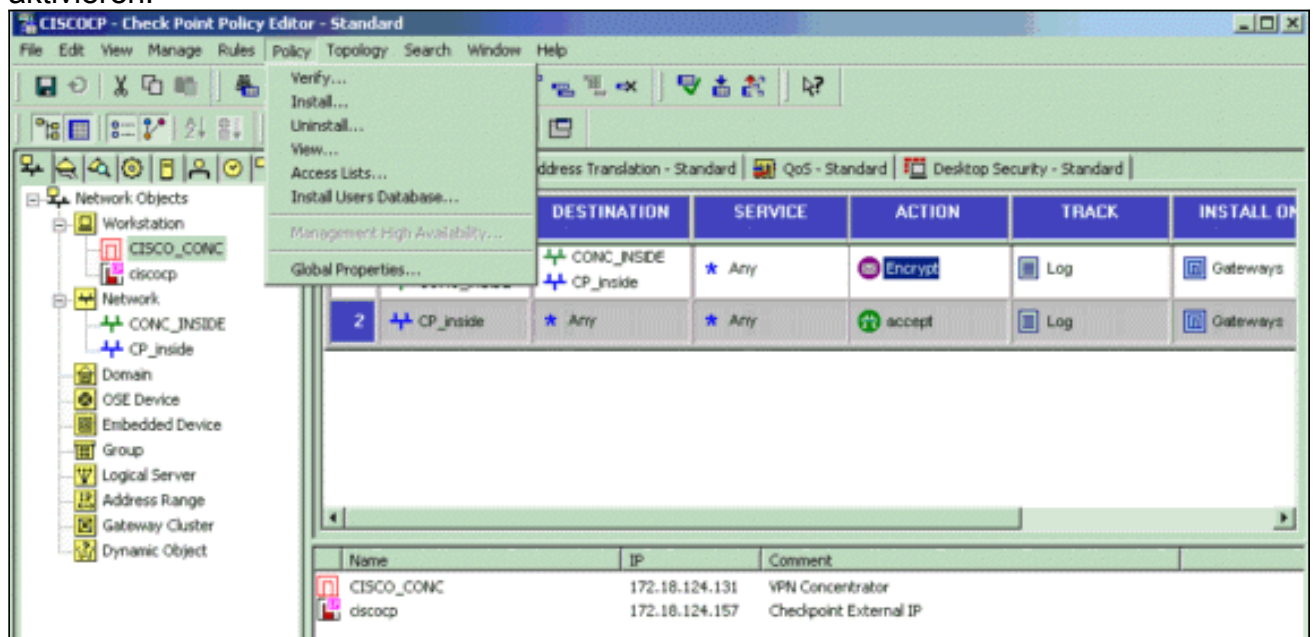 aktivieren.
CISCOCP - Check Point Policy Editor - Standard
File Edit View Manage Rules Policy Topology Search Window Help
Verify...
Install...
Uninstall...
View...
Access Lists...
Install Users Database...
Management High Availability...
Global Properties...
ddress Translation - Standard QoS - Standard Desktop Security - Standard
DESTINATION SERVICE ACTION TRACK INSTALL ON
CONC_INSIDE
CP_inside
Any Encrypt Log Gateways
2 CP_inside Any Any accept Log Gateways
Network Objects
Workstation
CISCO_CONC
ciscocp
Network
CONC_INSIDE
CP_inside
Domain
OSE Device
Embedded Device
Group
Logical Server
Address Range
Gateway Cluster
Dynamic Object
Name IP Comment
CISCO_CONC 172.18.124.131 VPN Concentrator
ciscocp 172.18.124.157 Checkpoint External IP